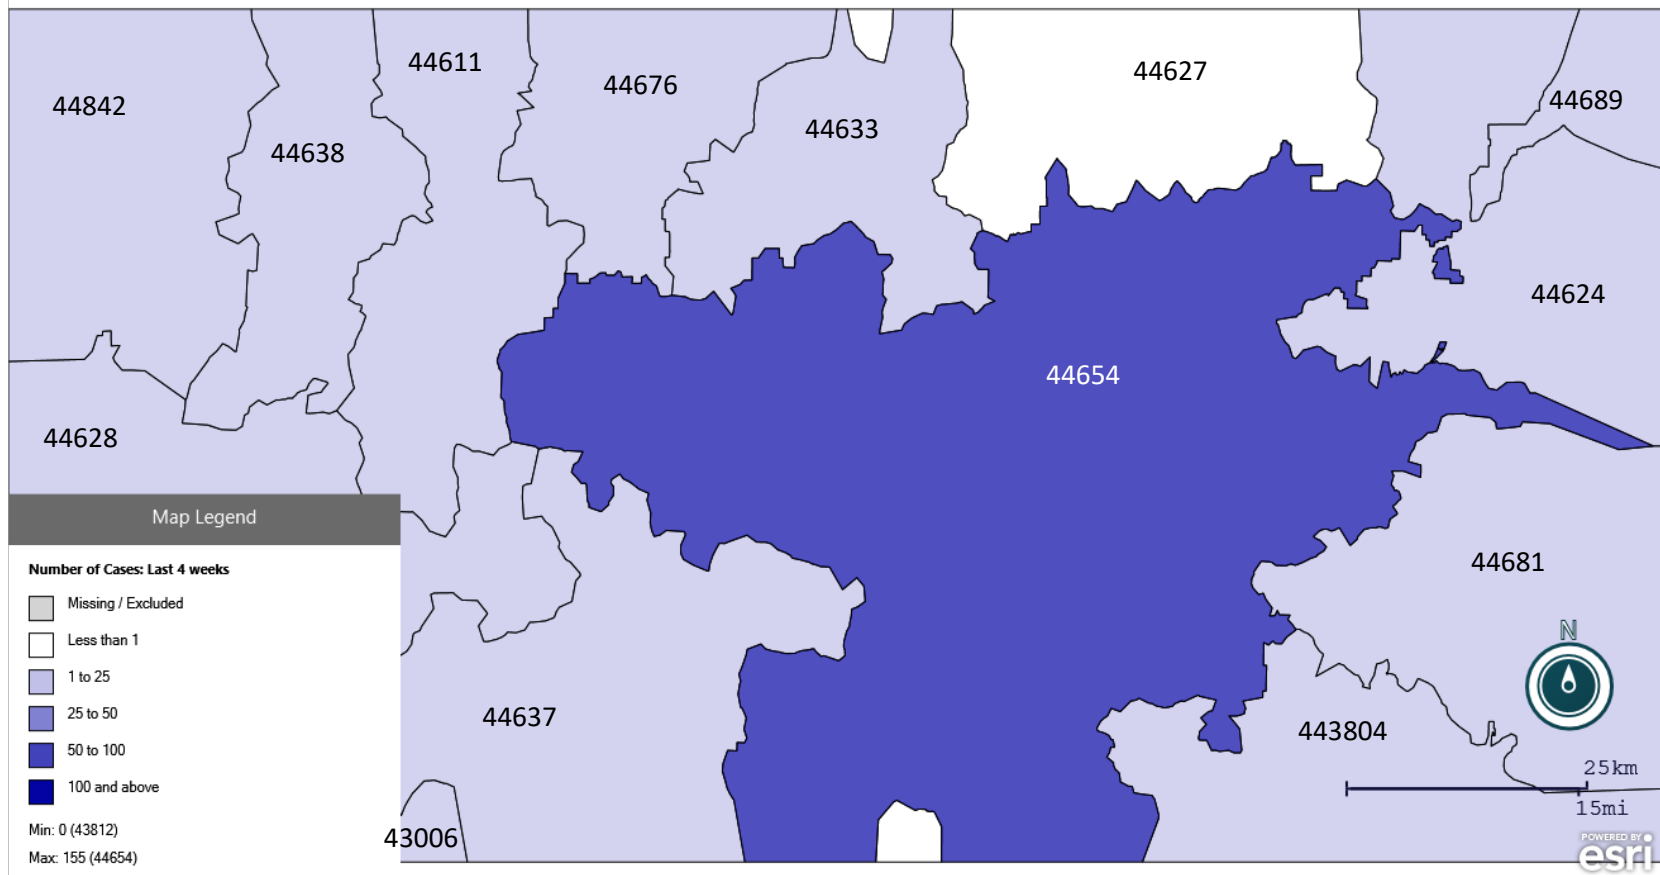 44611
44676
44627
44842
44633
44689
44638
44624
44654
44628
Map Legend
Number of Cases: Last 4 weeks
Missing / Excluded
Less than 1
1 to 25
25 to 50
50 to 100
100 and above
Min: 0 (43812)
Max: 155 (44654)
44681
N
44637
443804
25km
15mi
43006
POWERED BY
esri